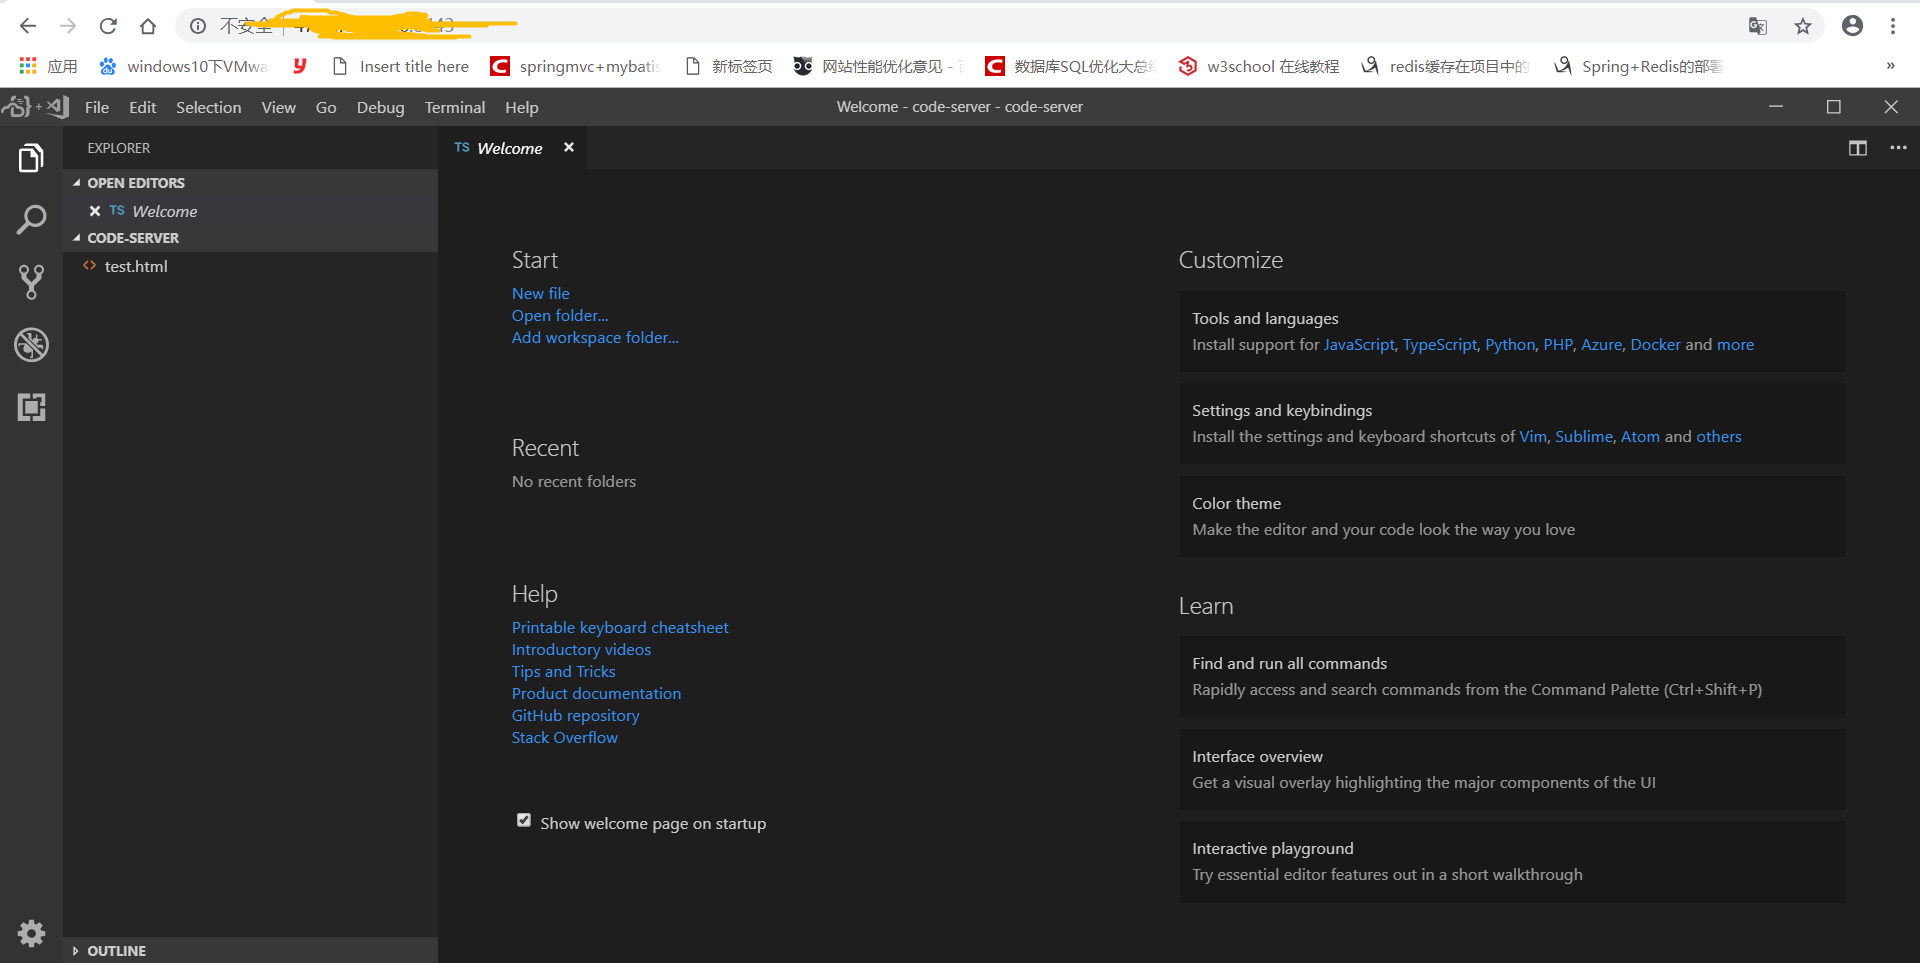 不安全
应用 windows10下VMwa Insert title here springmvc+mybatis 新标签页 网站性能优化意见 - 数据库SQL优化大总结 w3school 在线教程 redis缓存在项目中的 Spring+Redis的部署 »
File Edit Selection View Go Debug Terminal Help Welcome - code-server - code-server
EXPLORER
OPEN EDITORS
TS Welcome
CODE-SERVER
<> test.html
OUTLINE
TS Welcome
Start
New file
Open folder...
Add workspace folder...
Recent
No recent folders
Help
Printable keyboard cheatsheet
Introductory videos
Tips and Tricks
Product documentation
GitHub repository
Stack Overflow
Show welcome page on startup
Customize
Tools and languages
Install support for JavaScript, TypeScript, Python, PHP, Azure, Docker and more
Settings and keybindings
Install the settings and keyboard shortcuts of Vim, Sublime, Atom and others
Color theme
Make the editor and your code look the way you love
Learn
Find and run all commands
Rapidly access and search commands from the Command Palette (Ctrl+Shift+P)
Interface overview
Get a visual overlay highlighting the major components of the UI
Interactive playground
Try essential editor features out in a short walkthrough